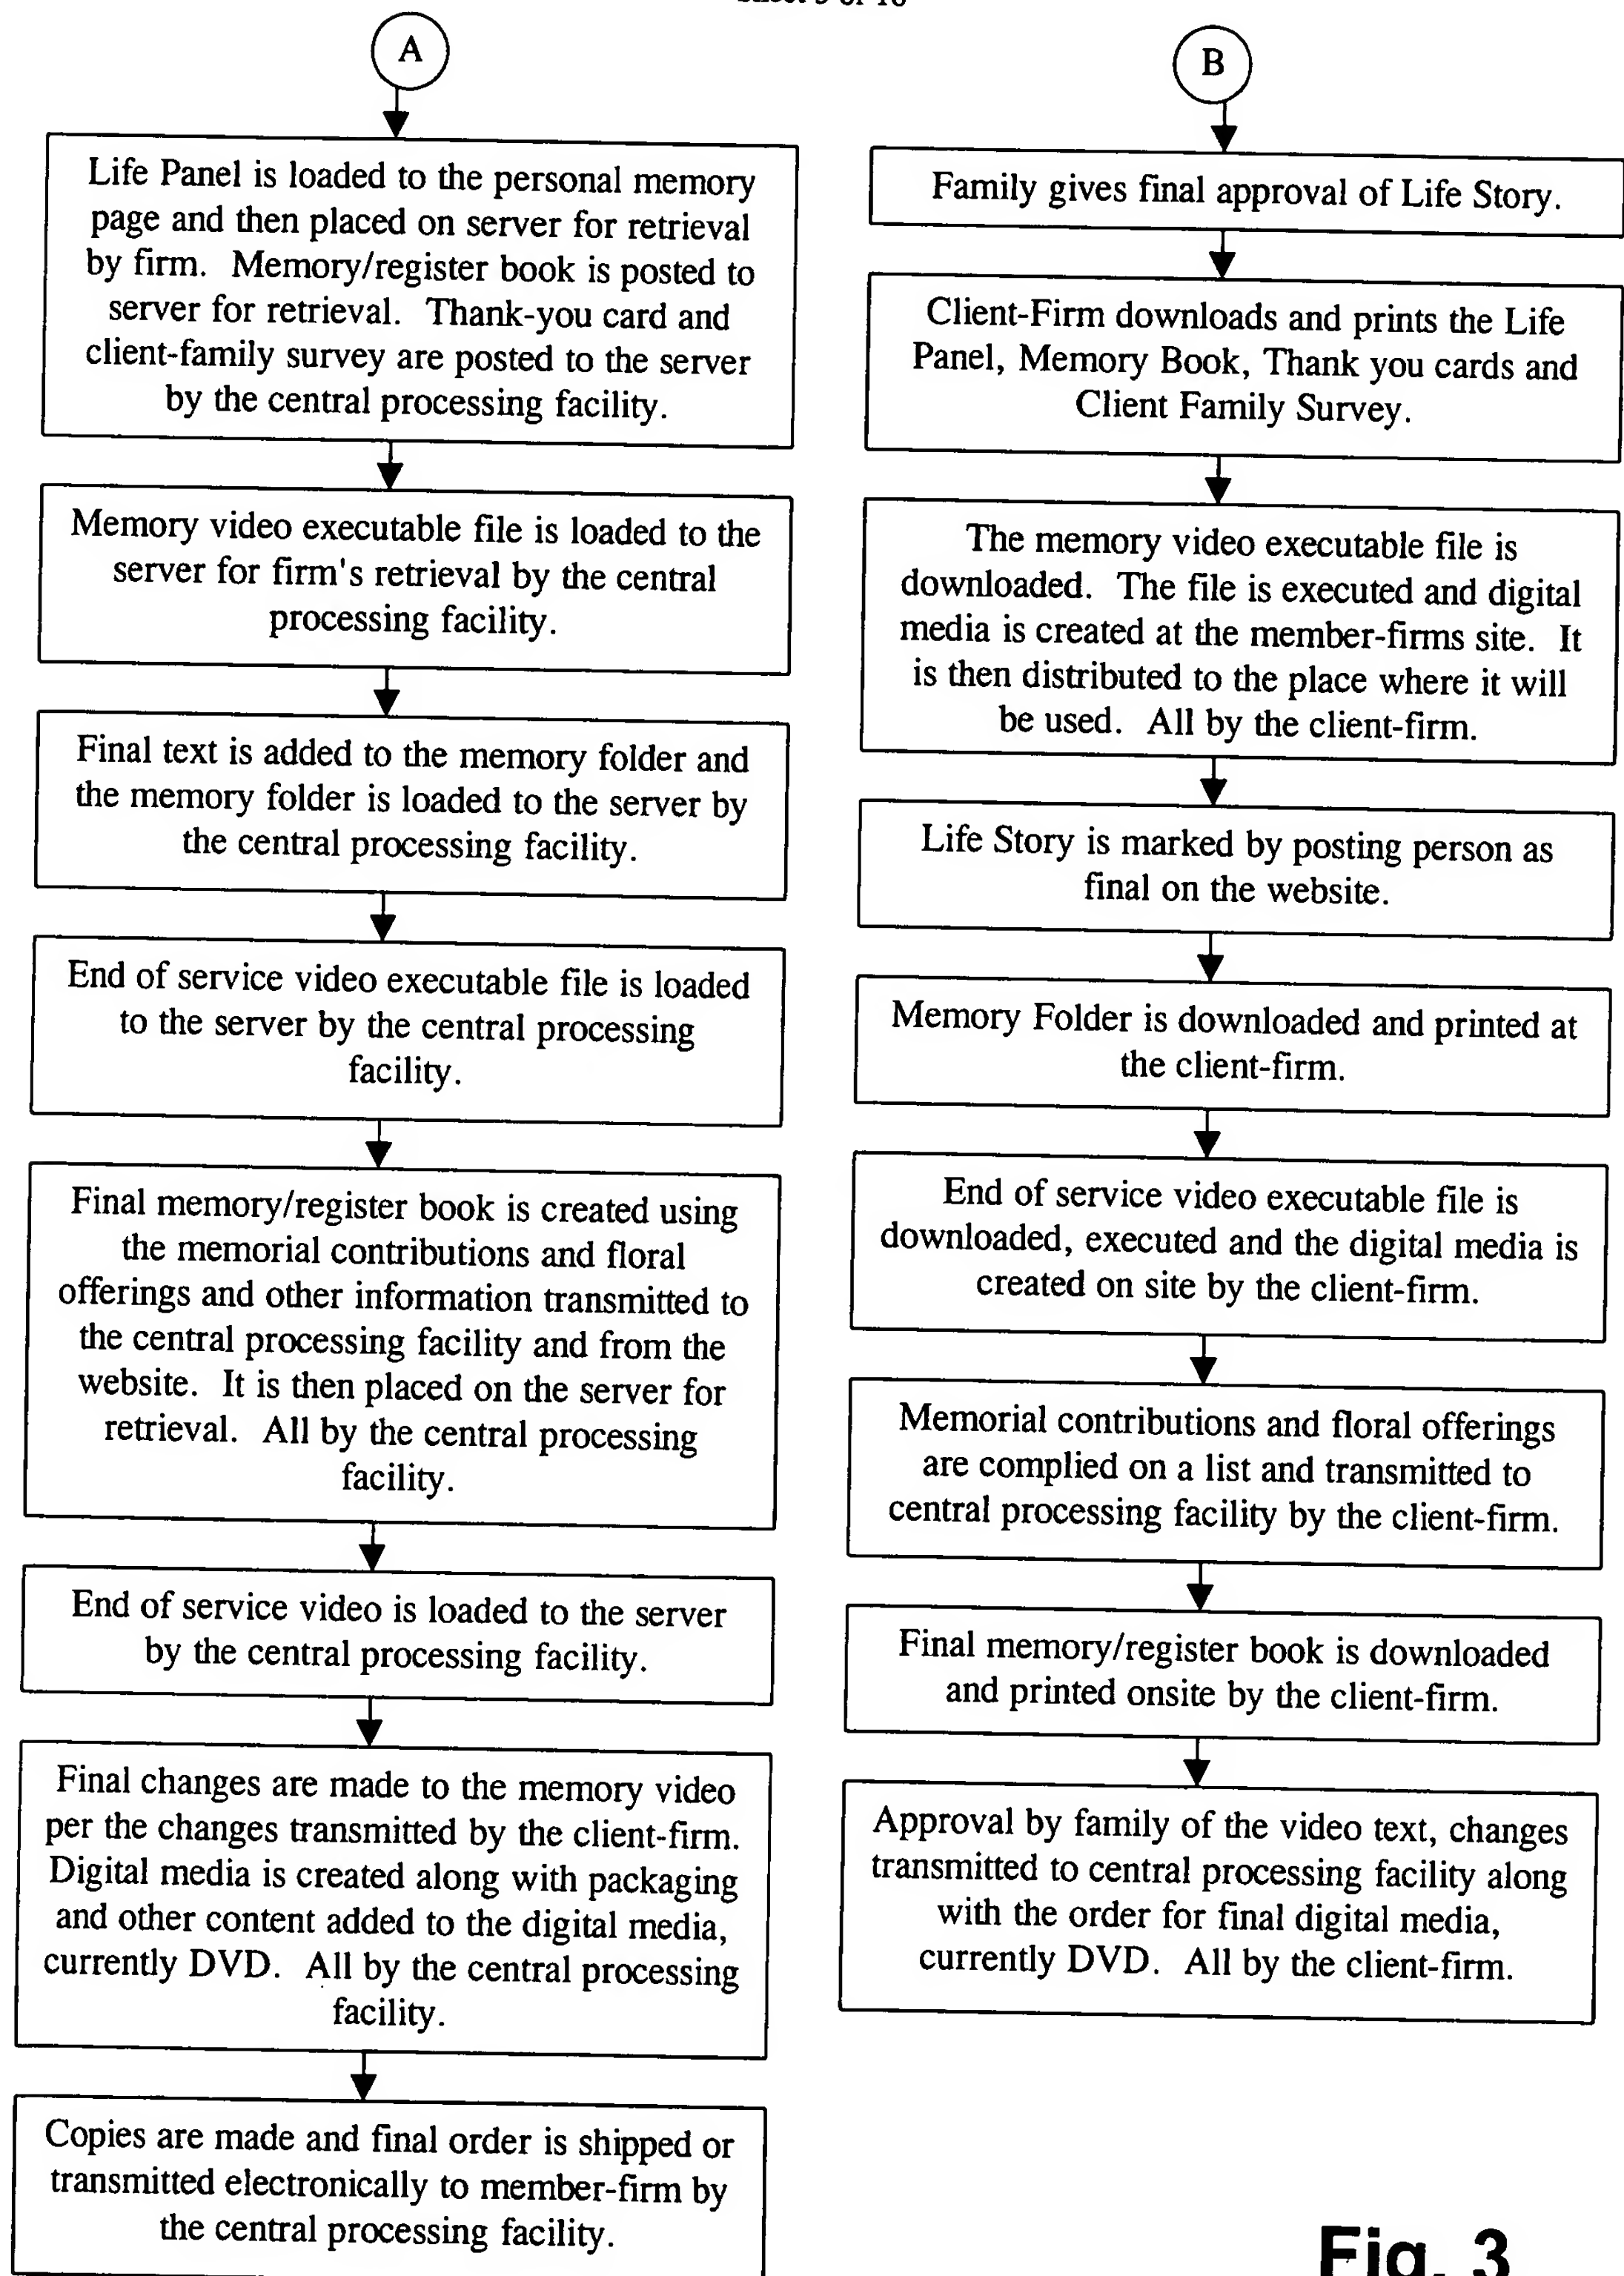 A
Life Panel is loaded to the personal memory
page and then placed on server for retrieval
by firm. Memory/register book is posted to
server for retrieval. Thank-you card and
client-family survey are posted to the server
by the central processing facility.
Memory video executable file is loaded to the
server for firm's retrieval by the central
processing facility.
Final text is added to the memory folder and
the memory folder is loaded to the server by
the central processing facility.
End of service video executable file is loaded
to the server by the central processing
facility.
Final memory/register book is created using
the memorial contributions and floral
offerings and other information transmitted to
the central processing facility and from the
website. It is then placed on the server for
retrieval. All by the central processing
facility.
End of service video is loaded to the server
by the central processing facility.
Final changes are made to the memory video
per the changes transmitted by the client-firm.
Digital media is created along with packaging
and other content added to the digital media,
currently DVD. All by the central processing
facility.
Copies are made and final order is shipped or
transmitted electronically to member-firm by
the central processing facility.
B
Family gives final approval of Life Story.
Client-Firm downloads and prints the Life
Panel, Memory Book, Thank you cards and
Client Family Survey.
The memory video executable file is
downloaded. The file is executed and digital
media is created at the member-firms site. It
is then distributed to the place where it will
be used. All by the client-firm.
Life Story is marked by posting person as
final on the website.
Memory Folder is downloaded and printed at
the client-firm.
End of service video executable file is
downloaded, executed and the digital media is
created on site by the client-firm.
Memorial contributions and floral offerings
are complied on a list and transmitted to
central processing facility by the client-firm.
Final memory/register book is downloaded
and printed onsite by the client-firm.
Approval by family of the video text, changes
transmitted to central processing facility along
with the order for final digital media,
currently DVD. All by the client-firm.
Fig. 3